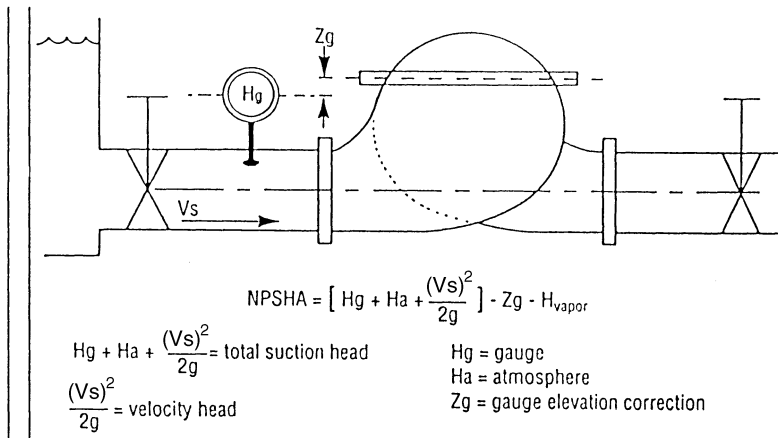 Zg
Hg
Vs
NPSHA = [ Hg + Ha + (Vs)²/2g ] - Zg - Hvapor
Hg + Ha + (Vs)²/2g = total suction head
(Vs)²/2g = velocity head
Hg = gauge
Ha = atmosphere
Zg = gauge elevation correction